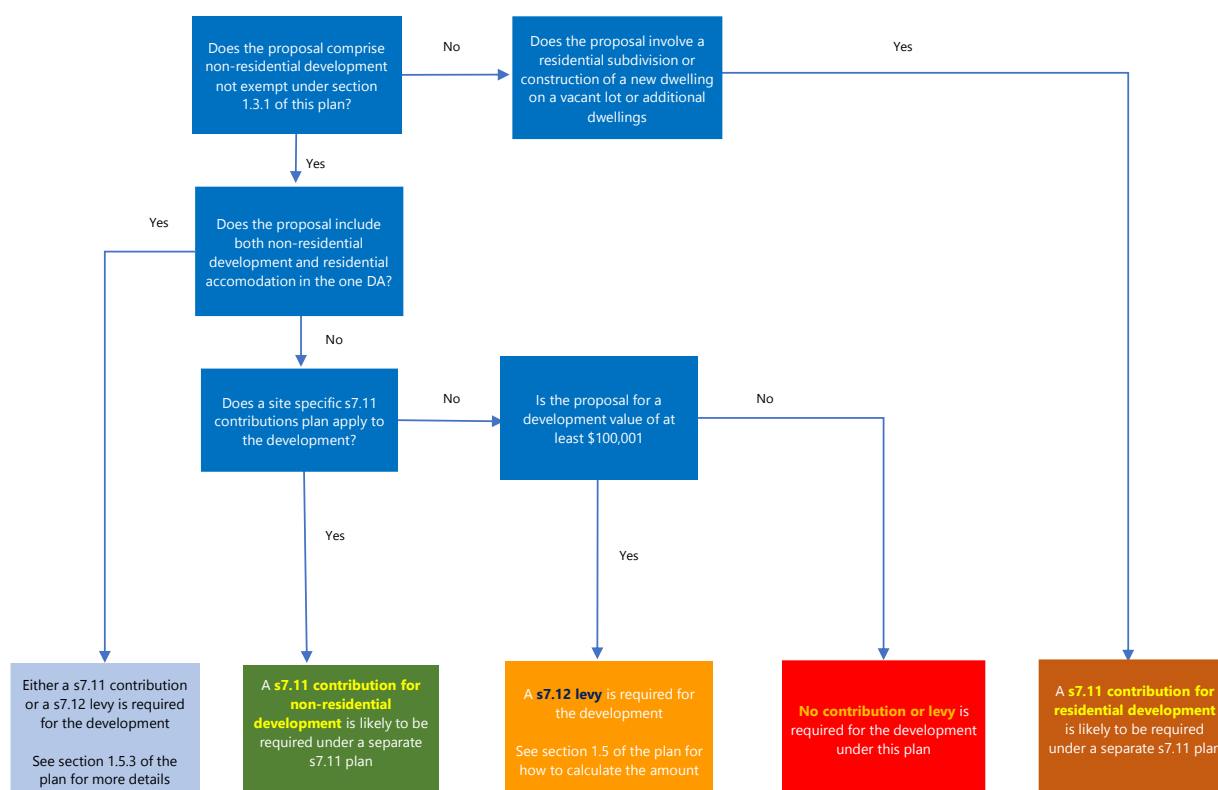 Does the proposal comprise
non-residential development
not exempt under section
1.3.1 of this plan?
No
Does the proposal involve a
residential subdivision or
construction of a new dwelling
on a vacant lot or additional
dwellings
Yes
Yes
Yes
Does the proposal include
both non-residential
development and residential
accomodation in the one DA?
No
Does a site specific s7.11
contributions plan apply to
the development?
No
Is the proposal for a
development value of at
least $100,001
No
Yes
Yes
Either a s7.11 contribution
or a s7.12 levy is required
for the development
See section 1.5.3 of the
plan for more details
A s7.11 contribution for
non-residential
development is likely to be
required under a separate
s7.11 plan
A s7.12 levy is required for
the development
See section 1.5 of the plan for
how to calculate the amount
No contribution or levy is
required for the development
under this plan
A s7.11 contribution for
residential development
is likely to be required
under a separate s7.11 plan